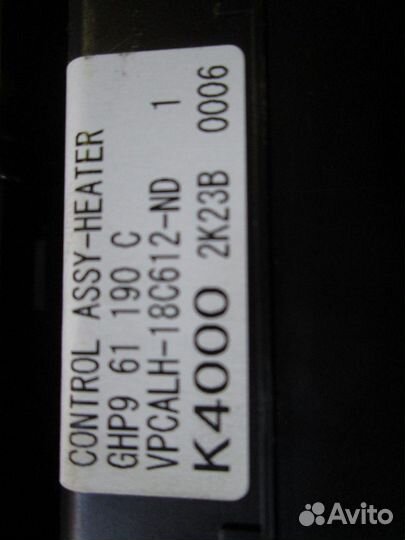 CONTROL ASSY-HEATER
GHP9 61 190 C
VPCALH-18C612-ND 1
K4000 2K23B 0006
Avito